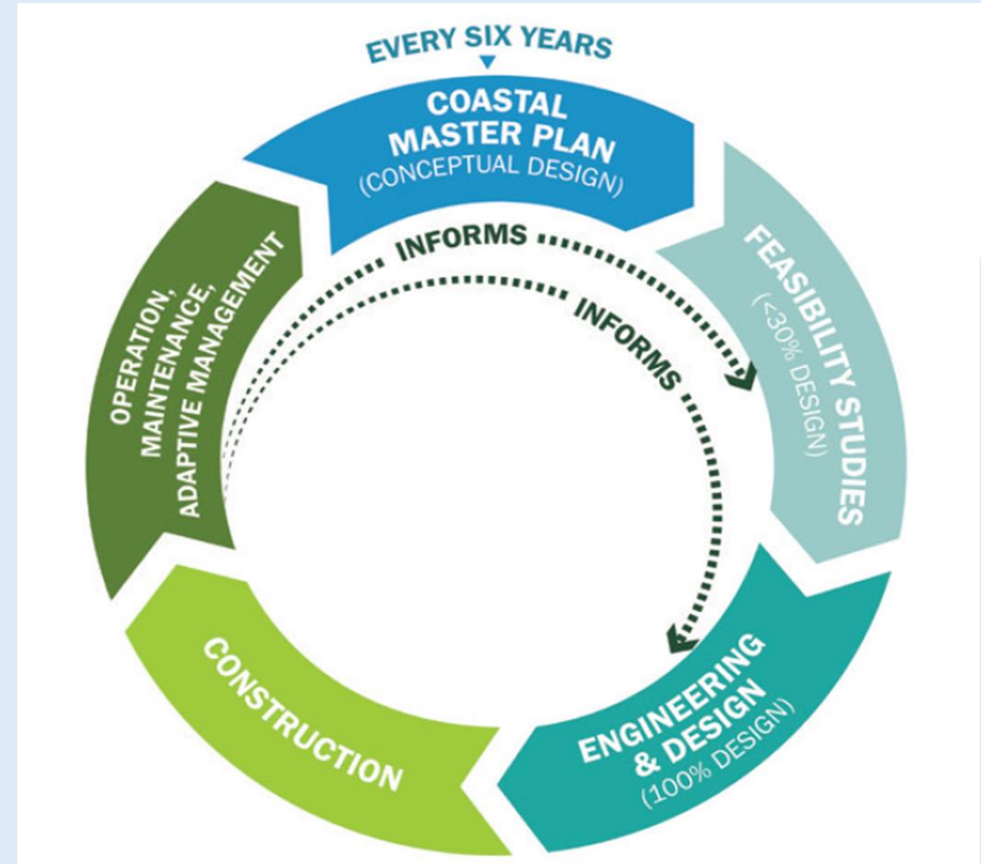 EVERY SIX YEARS
COASTAL
MASTER PLAN
(CONCEPTUAL DESIGN)
INFORMS
INFORMS
FEASIBILITY STUDIES
(<30% DESIGN)
ENGINEERING
& DESIGN
(100% DESIGN)
CONSTRUCTION
OPERATION,
MAINTENANCE,
ADAPTIVE MANAGEMENT